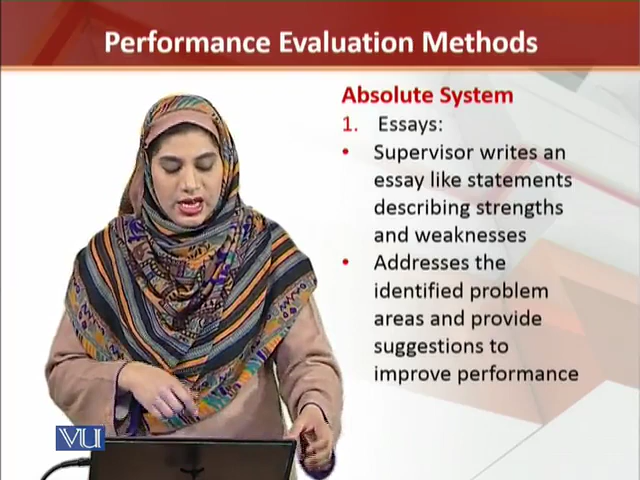 Performance Evaluation Methods
Absolute System
1. Essays:
• Supervisor writes an
essay like statements
describing strengths
and weaknesses
• Addresses the
identified problem
areas and provide
suggestions to
improve performance
VU